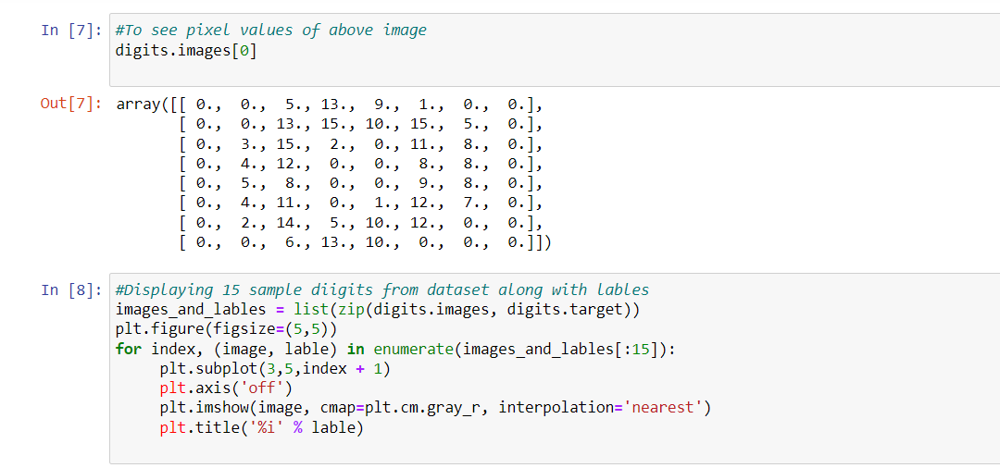 In [7]: #To see pixel values of above image
digits.images[0]
Out[7]: array([[ 0.,  0.,  5., 13.,  9.,  1.,  0.,  0.],
[ 0.,  0., 13., 15., 10., 15.,  5.,  0.],
[ 0.,  3., 15.,  2.,  0., 11.,  8.,  0.],
[ 0.,  4., 12.,  0.,  0.,  8.,  8.,  0.],
[ 0.,  5.,  8.,  0.,  0.,  9.,  8.,  0.],
[ 0.,  4., 11.,  0.,  1., 12.,  7.,  0.],
[ 0.,  2., 14.,  5., 10., 12.,  0.,  0.],
[ 0.,  0.,  6., 13., 10.,  0.,  0.,  0.]])
In [8]: #Displaying 15 sample diigits from dataset along with lables
images_and_lables = list(zip(digits.images, digits.target))
plt.figure(figsize=(5,5))
for index, (image, lable) in enumerate(images_and_lables[:15]):
plt.subplot(3,5,index + 1)
plt.axis('off')
plt.imshow(image, cmap=plt.cm.gray_r, interpolation='nearest')
plt.title('%i' % lable)